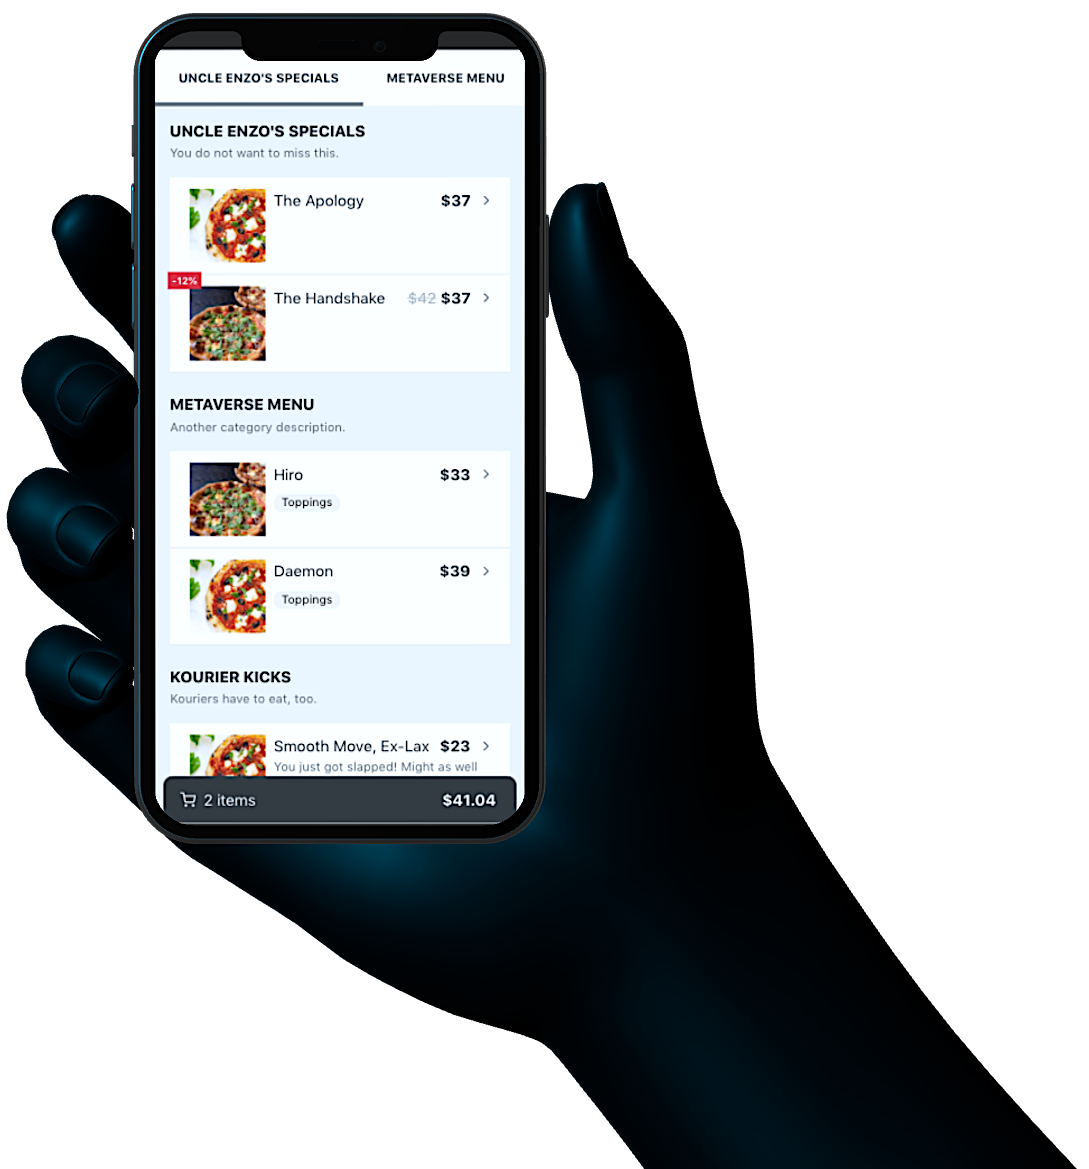 UNCLE ENZO'S SPECIALS METAVERSE MENU
UNCLE ENZO'S SPECIALS
You do not want to miss this.
The Apology $37
-12%
The Handshake $42 $37
METAVERSE MENU
Another category description.
Hiro $33
Toppings
Daemon $39
Toppings
KOURIER KICKS
Kouriers have to eat, too.
Smooth Move, Ex-Lax $23
You just got slapped! Might as well
2 items $41.04